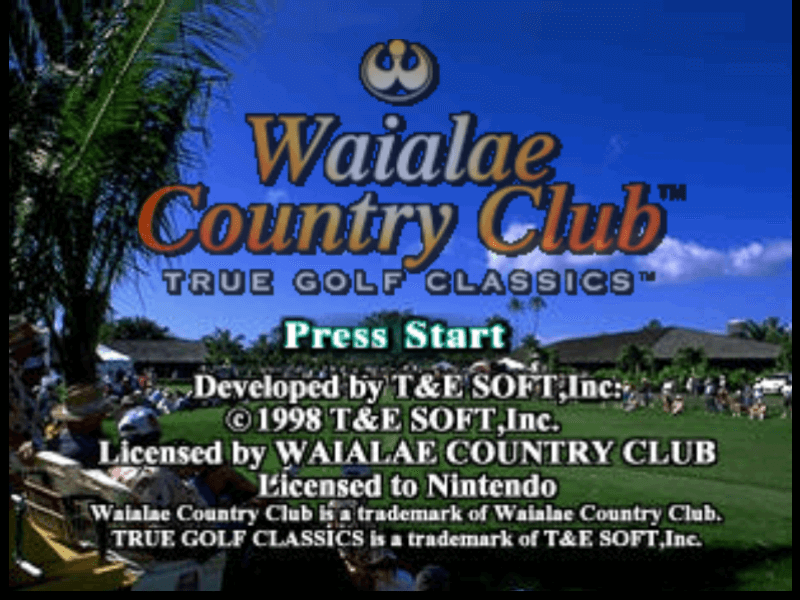 Waialae
Country Club™
TRUE GOLF CLASSICS™
Press Start
Developed by T&E SOFT,Inc.
©1998 T&E SOFT,Inc.
Licensed by WAIALAE COUNTRY CLUB
Licensed to Nintendo
Waialae Country Club is a trademark of Waialae Country Club.
TRUE GOLF CLASSICS is a trademark of T&E SOFT,Inc.